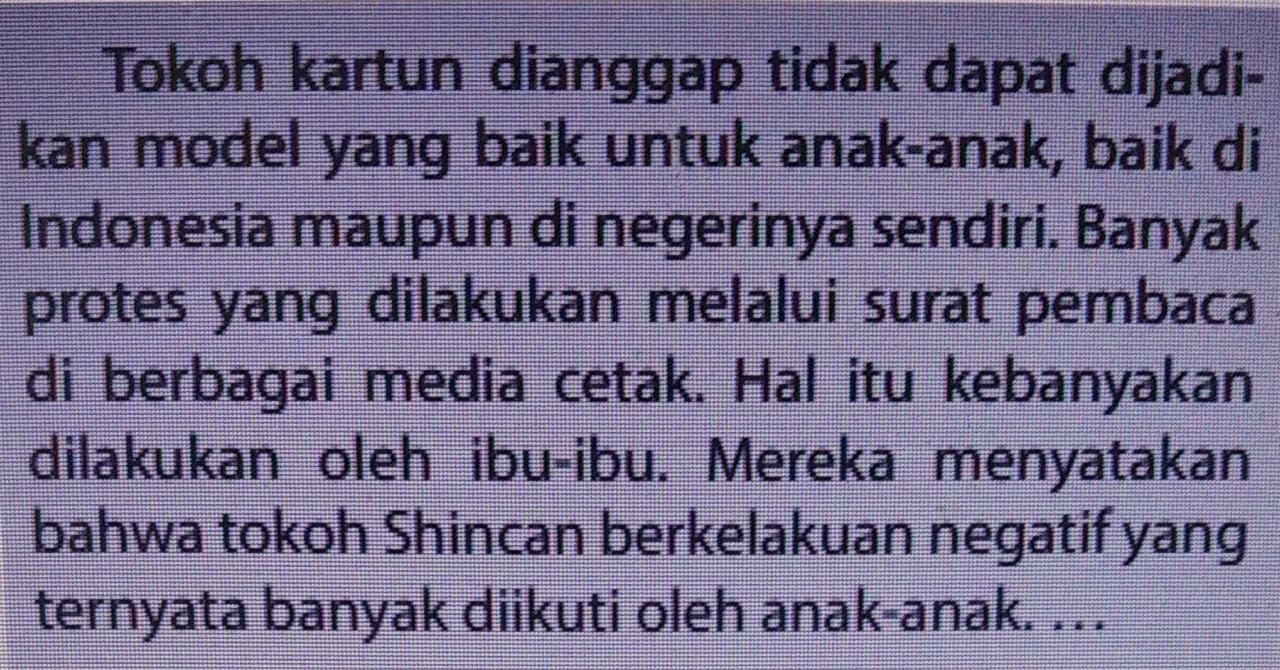 Tokoh kartun dianggap tidak dapat dijadi-
kan model yang baik untuk anak-anak, baik di
Indonesia maupun di negerinya sendiri. Banyak
protes yang dilakukan melalui surat pembaca
di berbagai media cetak. Hal itu kebanyakan
dilakukan oleh ibu-ibu. Mereka menyatakan
bahwa tokoh Shincan berkelakuan negatif yang
ternyata banyak diikuti oleh anak-anak. ...